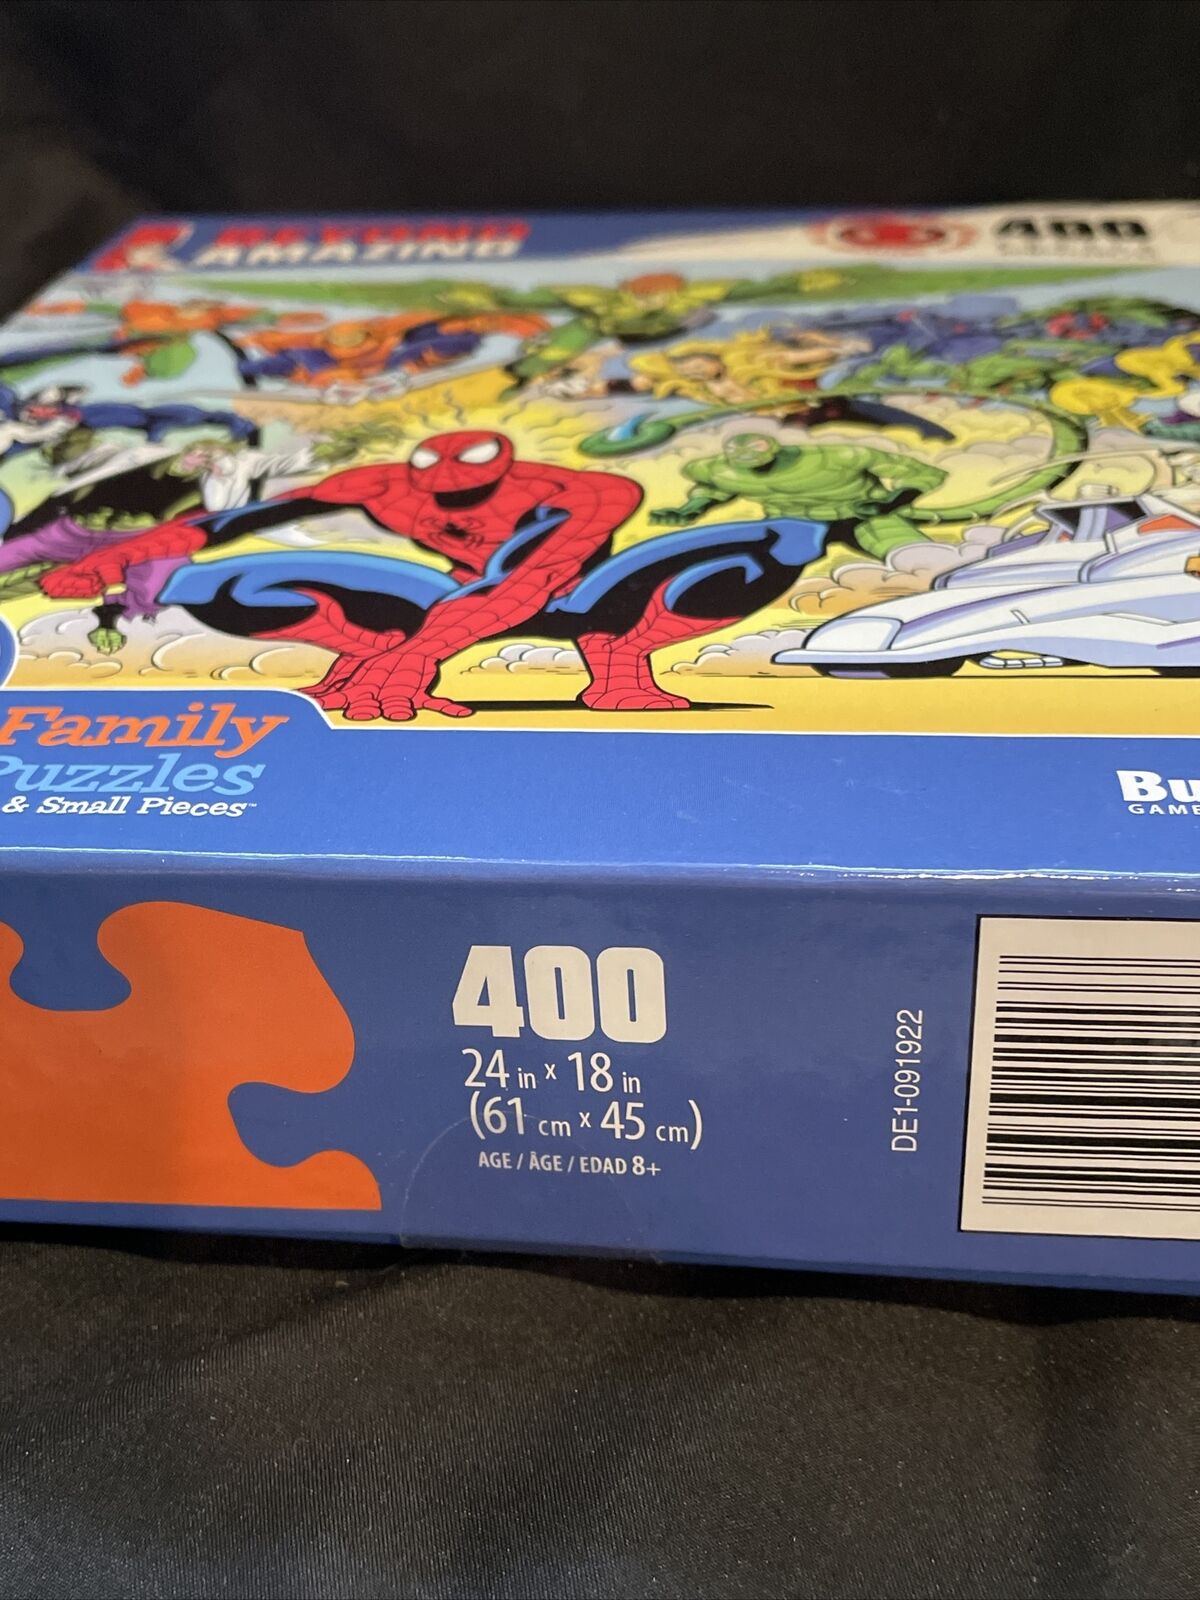 BEYOND
AMAZING
400
Family
Puzzles
& Small Pieces™
Bu
GAME
400
24 in x 18 in
(61 cm x 45 cm)
AGE / ÂGE / EDAD 8+
DE1-091922